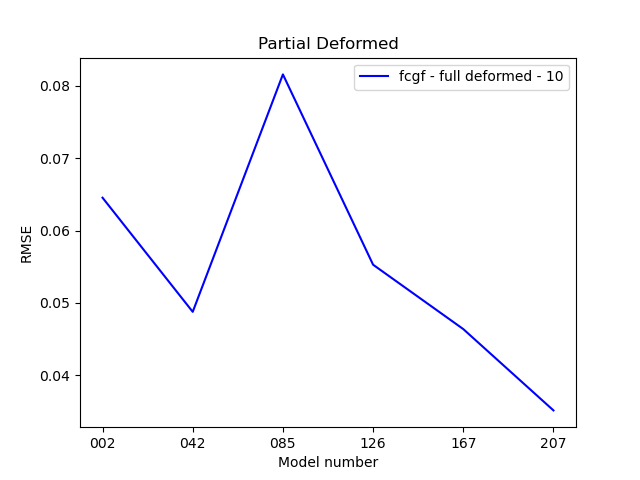 Partial Deformed
fcgf - full deformed - 10
0.08
0.07
0.06
0.05
0.04
RMSE
002 042 085 126 167 207
Model number